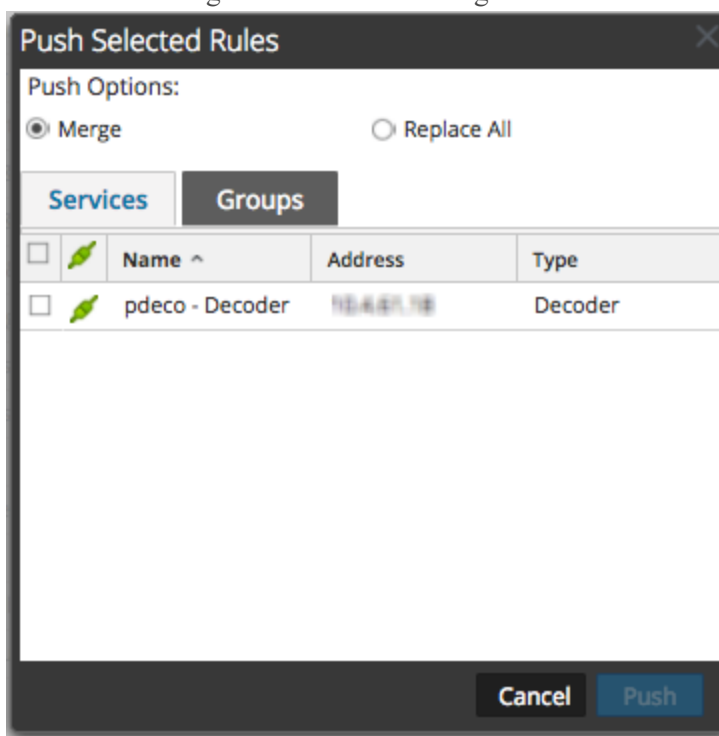 Push Selected Rules
Push Options:
Merge Replace All
Services Groups
Name Address Type
pdeco - Decoder Decoder
Cancel Push